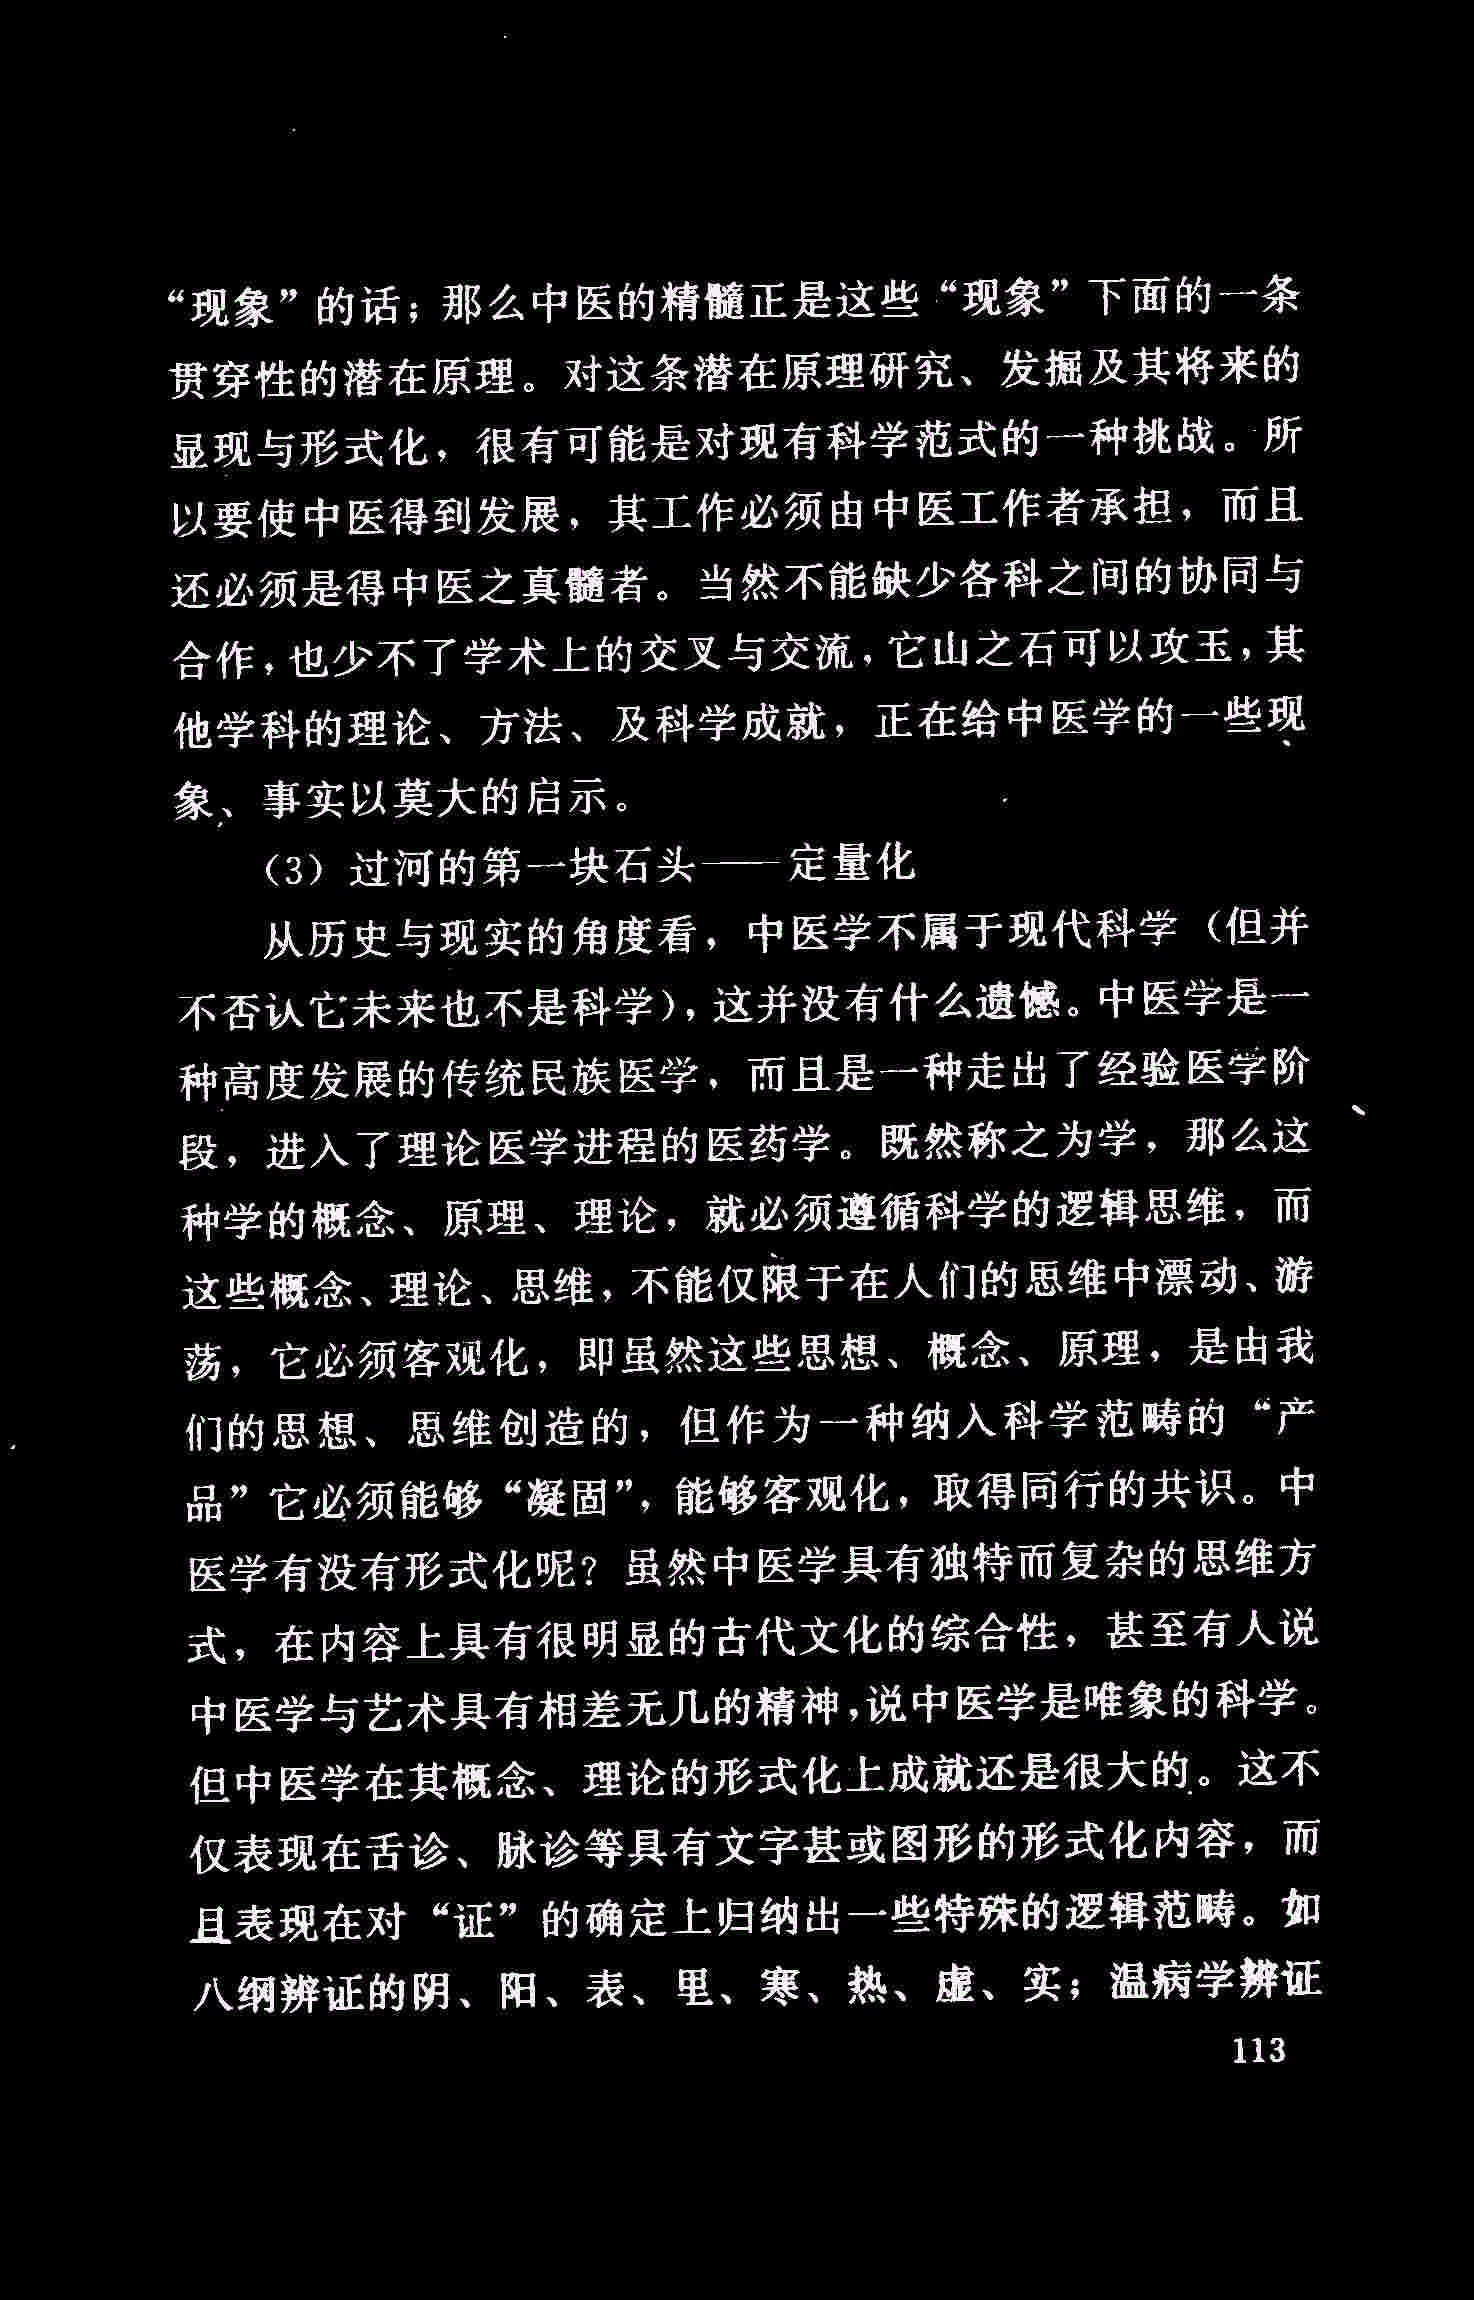 “现象”的话；那么中医的精髓正是这些“现象”下面的一条
贯穿性的潜在原理。对这条潜在原理研究、发掘及其将来的
显现与形式化，很有可能是对现有科学范式的一种挑战。所
以要使中医得到发展，其工作必须由中医工作者承担，而且
还必须是得中医之真髓者。当然不能缺少各科之间的协同与
合作，也少不了学术上的交叉与交流，它山之石可以攻玉，其
他学科的理论、方法、及科学成就，正在给中医学的一些现
象、事实以莫大的启示。
（3）过河的第一块石头——定量化
从历史与现实的角度看，中医学不属于现代科学（但并
不否认它未来也不是科学），这并没有什么遗憾。中医学是一
种高度发展的传统民族医学，而且是一种走出了经验医学阶
段，进入了理论医学进程的医药学。既然称之为学，那么这
种学的概念、原理、理论，就必须遵循科学的逻辑思维，而
这些概念、理论、思维，不能仅限于在人们的思维中漂动、游
荡，它必须客观化，即虽然这些思想、概念、原理，是由我
们的思想、思维创造的，但作为一种纳入科学范畴的“产
品”它必须能够“凝固”，能够客观化，取得同行的共识。中
医学有没有形式化呢？虽然中医学具有独特而复杂的思维方
式，在内容上具有很明显的古代文化的综合性，甚至有人说
中医学与艺术具有相差无几的精神，说中医学是唯象的科学。
但中医学在其概念、理论的形式化上成就还是很大的。这不
仅表现在舌诊、脉诊等具有文字甚或图形的形式化内容，而
且表现在对“证”的确定上归纳出一些特殊的逻辑范畴。如
八纲辨证的阴、阳、表、里、寒、热、虚、实；温病学辨证
113